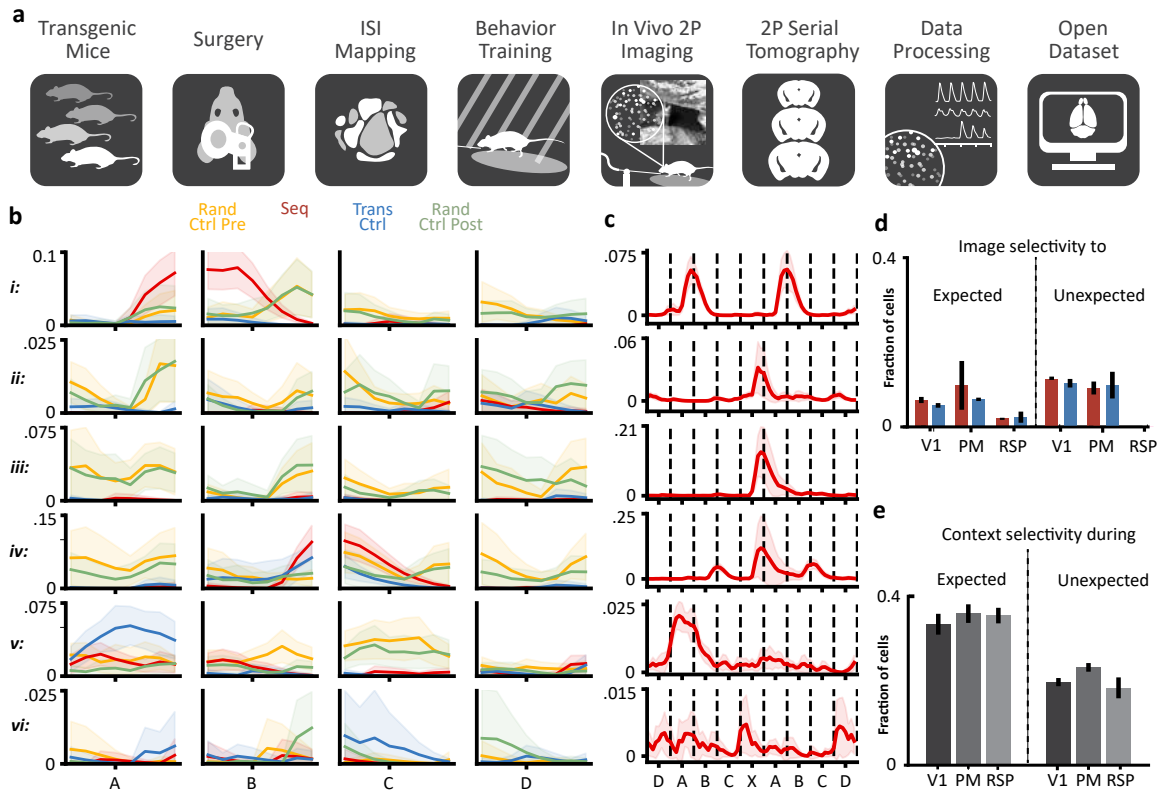 a
Transgenic
Mice
Surgery
ISI
Mapping
Behavior
Training
In Vivo 2P
Imaging
2P Serial
Tomography
Data
Processing
Open
Dataset
b
Rand
Ctrl Pre
Seq
Trans
Ctrl
Rand
Ctrl Post
i:
0.1
0
ii:
.025
0
iii:
.075
0
iv:
.15
0
v:
.075
0
vi:
.025
0
A B C D
c
.075
0
.06
0
.21
0
.25
0
.025
0
.015
0
D A B C X A B C D
d
Image selectivity to
Expected Unexpected
Fraction of cells
0.4
0
V1 PM RSP V1 PM RSP
e
Context selectivity during
Expected Unexpected
Fraction of cells
0.4
0
V1 PM RSP V1 PM RSP